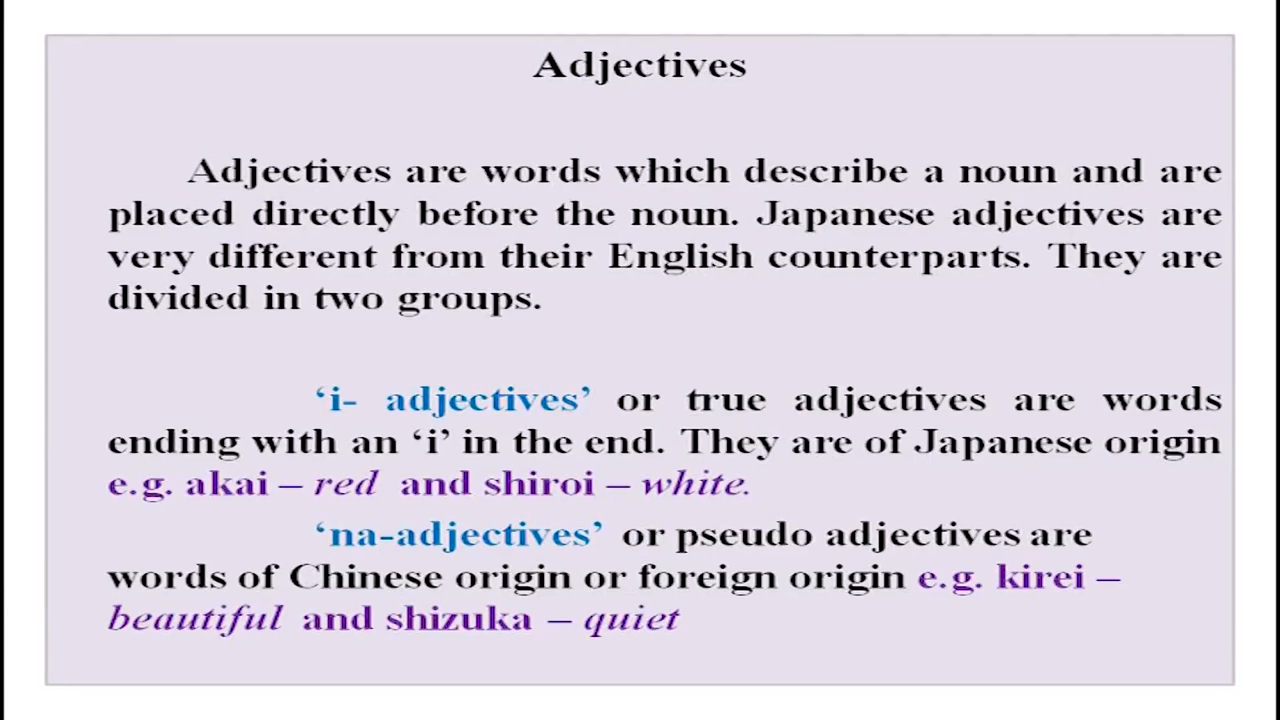 Adjectives
Adjectives are words which describe a noun and are
placed directly before the noun. Japanese adjectives are
very different from their English counterparts. They are
divided in two groups.
‘i- adjectives’ or true adjectives are words
ending with an ‘i’ in the end. They are of Japanese origin
e.g. akai – red and shiroi – white.
‘na-adjectives’ or pseudo adjectives are
words of Chinese origin or foreign origin e.g. kirei –
beautiful and shizuka – quiet